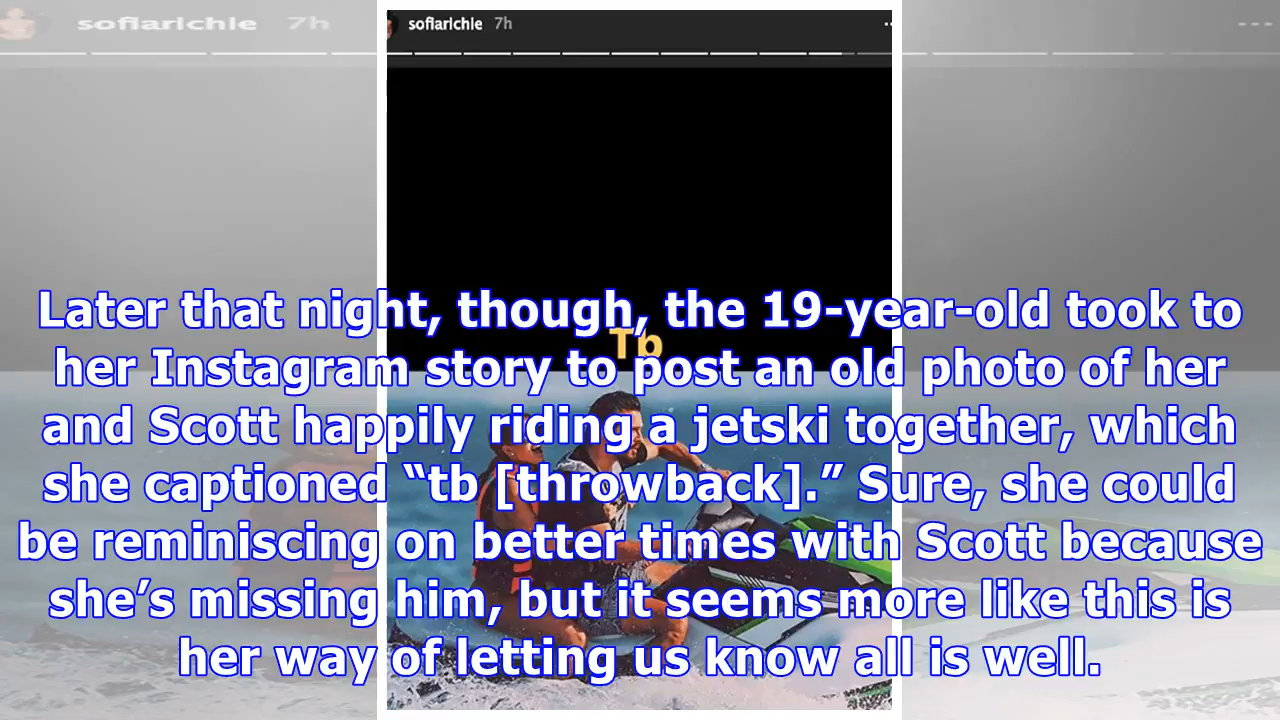 sofiarichie 7h
sofiarichie 7h
Tb
Later that night, though, the 19-year-old took to
her Instagram story to post an old photo of her
and Scott happily riding a jetski together, which
she captioned “tb [throwback].” Sure, she could
be reminiscing on better times with Scott because
she’s missing him, but it seems more like this is
her way of letting us know all is well.